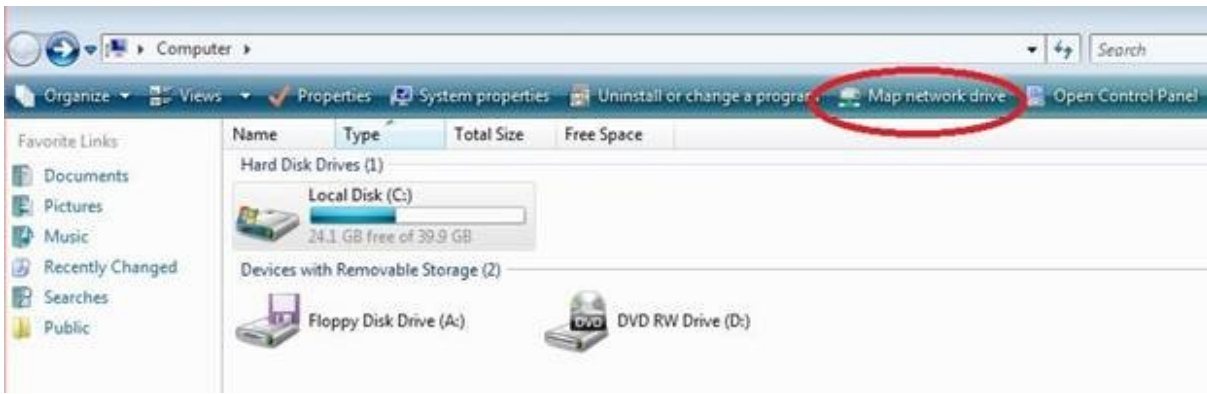 Computer
Search
Organize Views Properties System properties Uninstall or change a program Map network drive Open Control Panel
Favorite Links
Documents
Pictures
Music
Recently Changed
Searches
Public
Name Type Total Size Free Space
Hard Disk Drives (1)
Local Disk (C:)
24.1 GB free of 39.9 GB
Devices with Removable Storage (2)
Floppy Disk Drive (A:)
DVD
DVD RW Drive (D:)